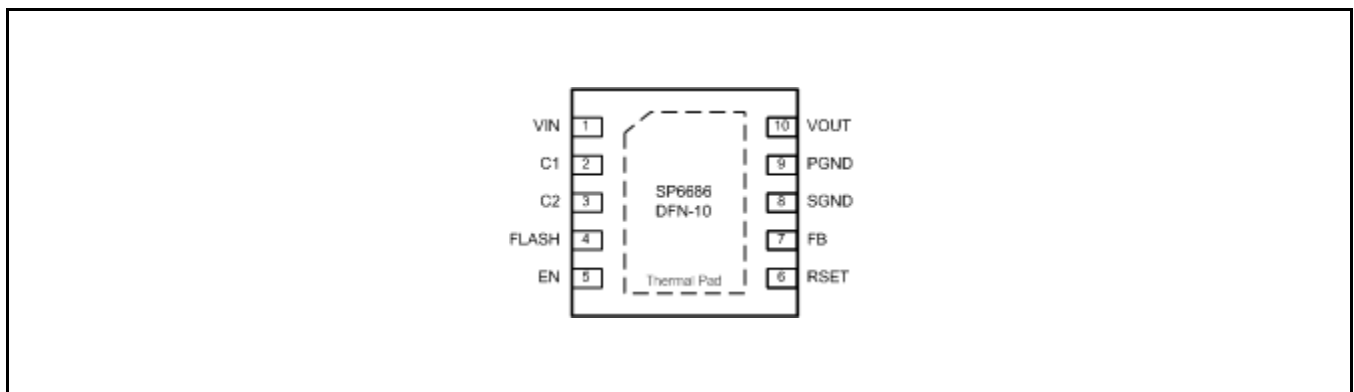 VIN 1 10 VOUT
C1 2 9 PGND
C2 3 SP6686 8 SGND
DFN-10
FLASH 4 7 FB
EN 5 Thermal Pad 6 RSET